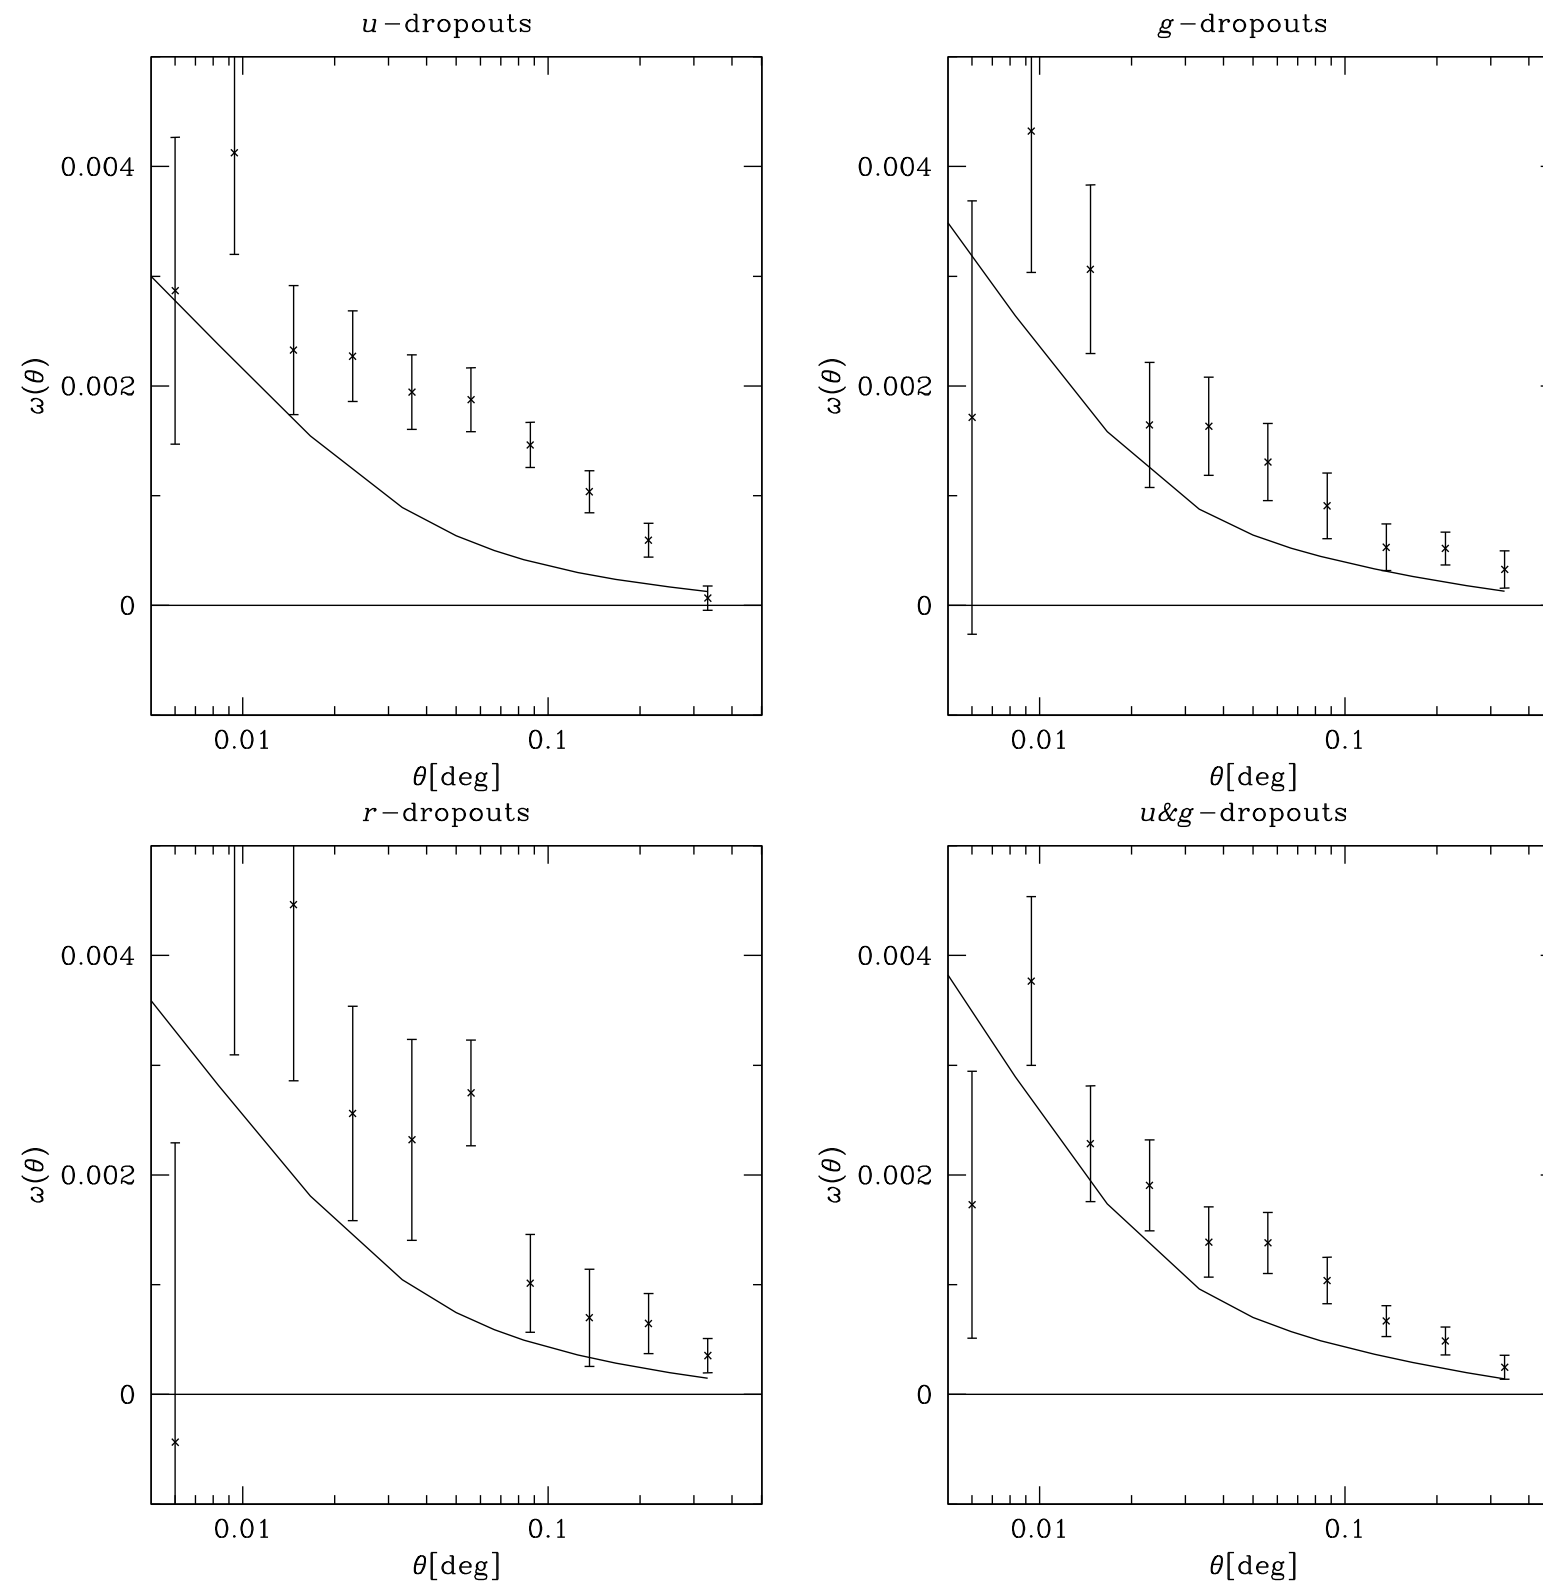 u−dropouts
0.004
0.002
0
ω(θ)
0.01 0.1
θ[deg]
g−dropouts
0.004
0.002
0
ω(θ)
0.01 0.1
θ[deg]
r−dropouts
0.004
0.002
0
ω(θ)
0.01 0.1
θ[deg]
u&g−dropouts
0.004
0.002
0
ω(θ)
0.01 0.1
θ[deg]